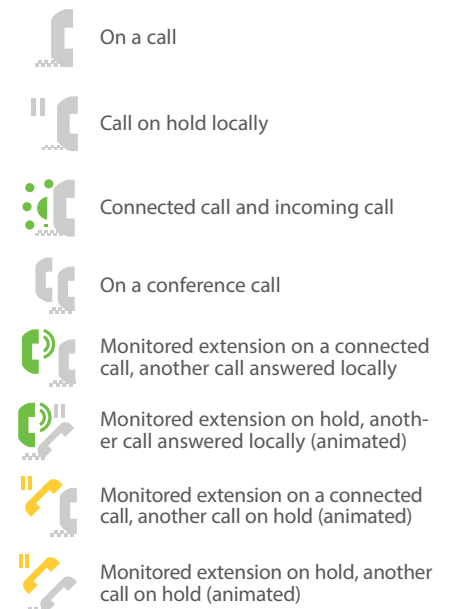 On a call
Call on hold locally
Connected call and incoming call
On a conference call
Monitored extension on a connected
call, another call answered locally
Monitored extension on hold, anoth-
er call answered locally (animated)
Monitored extension on a connected
call, another call on hold (animated)
Monitored extension on hold, another
call on hold (animated)